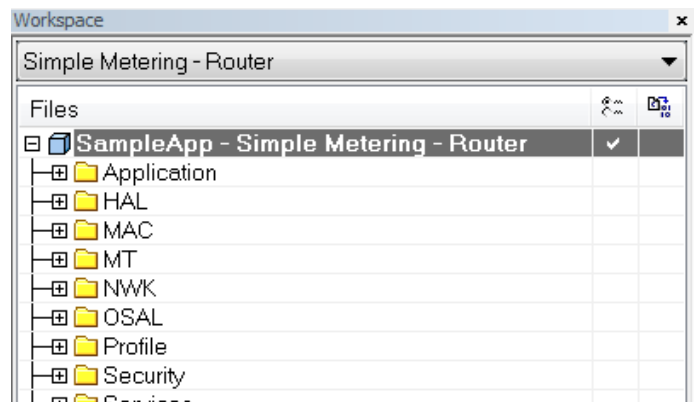 Workspace
Simple Metering - Router
Files
SampleApp - Simple Metering - Router
Application
HAL
MAC
MT
NWK
OSAL
Profile
Security